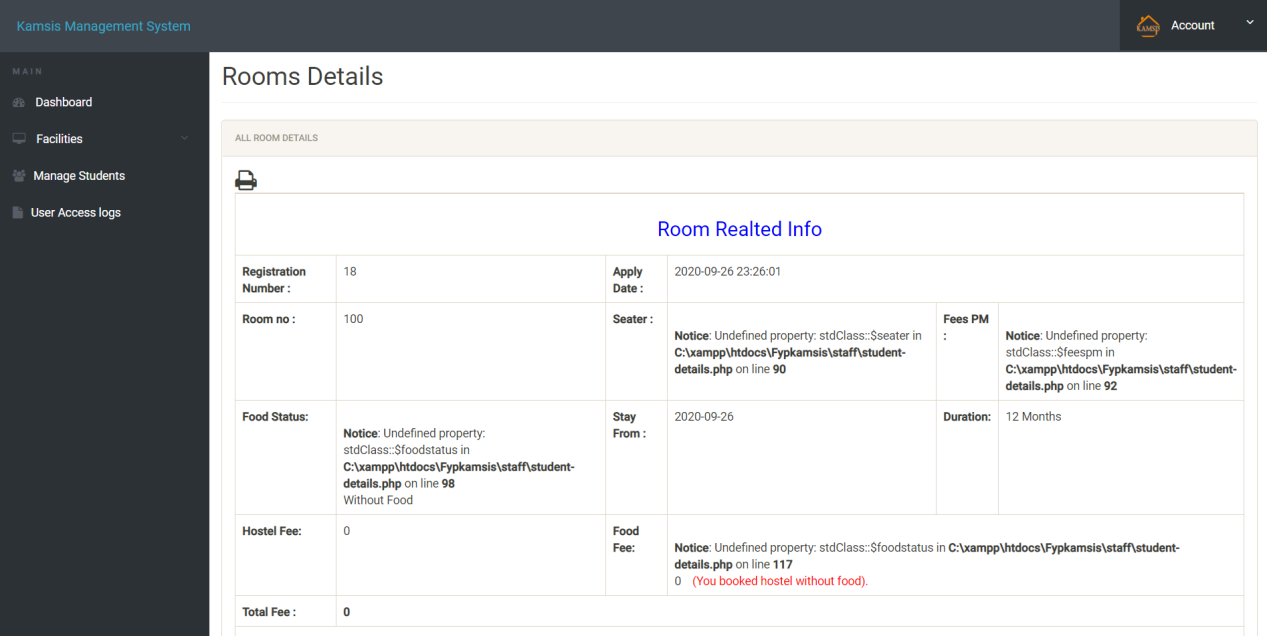 Kamsis Management System
KAMSIS
Account
MAIN
Dashboard
Facilities
Manage Students
User Access logs
Rooms Details
ALL ROOM DETAILS
Room Realted Info
Registration
Number :
18
Apply
Date :
2020-09-26 23:26:01
Room no :
100
Seater :
Notice: Undefined property: stdClass::$seater in
C:\xampp\htdocs\Fypkamsis\staff\student-
details.php on line 90
Fees PM
:
Notice: Undefined property:
stdClass::$feespm in
C:\xampp\htdocs\Fypkamsis\staff\student-
details.php on line 92
Food Status:
Notice: Undefined property:
stdClass::$foodstatus in
C:\xampp\htdocs\Fypkamsis\staff\student-
details.php on line 98
Without Food
Stay
From :
2020-09-26
Duration:
12 Months
Hostel Fee:
0
Food
Fee:
Notice: Undefined property: stdClass::$foodstatus in C:\xampp\htdocs\Fypkamsis\staff\student-
details.php on line 117
0 (You booked hostel without food).
Total Fee :
0